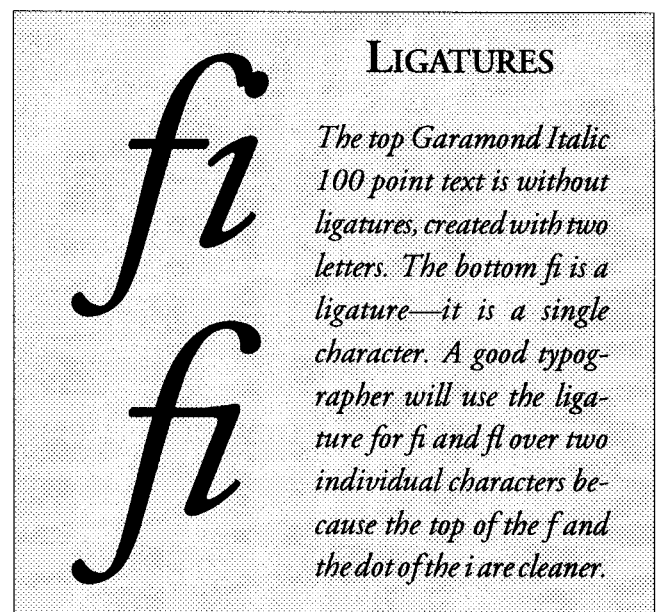 fi
fi
LIGATURES
The top Garamond Italic
100 point text is without
ligatures, created with two
letters. The bottom fi is a
ligature—it is a single
character. A good typog-
rapher will use the liga-
ture for fi and fl over two
individual characters be-
cause the top of the f and
the dot of the i are cleaner.